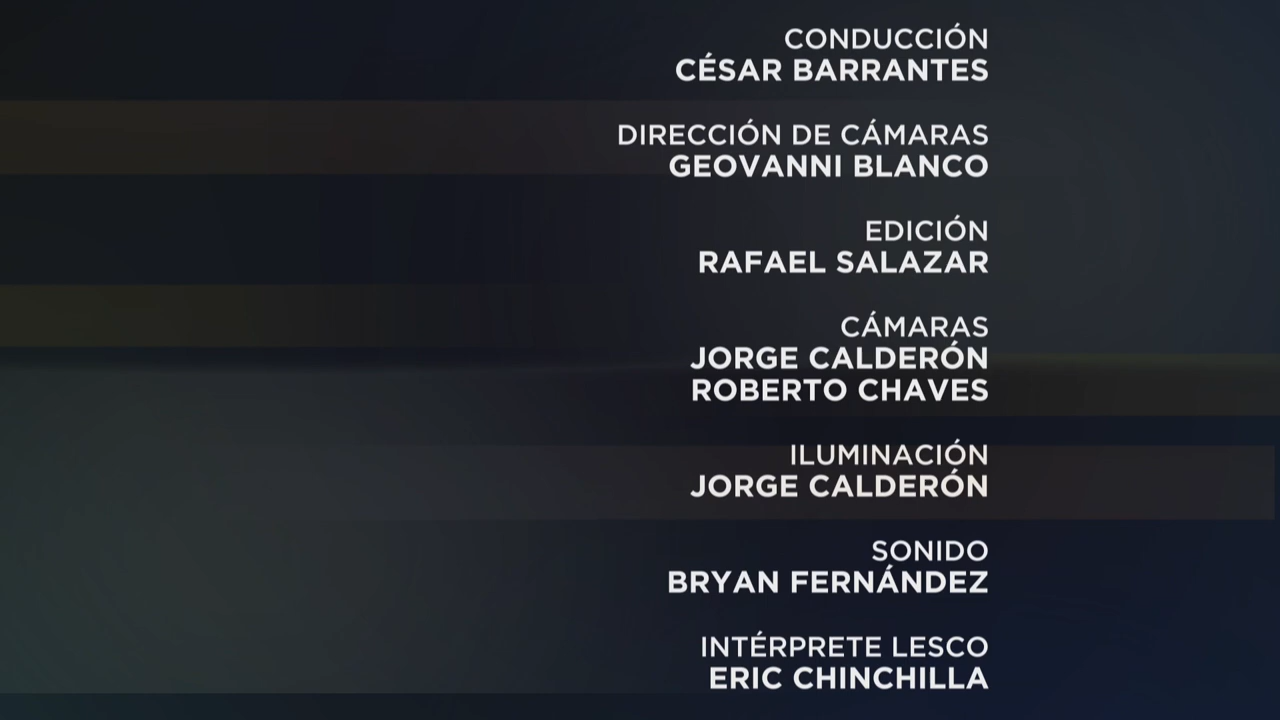 CONDUCCIÓN
CÉSAR BARRANTES
DIRECCIÓN DE CÁMARAS
GEOVANNI BLANCO
EDICIÓN
RAFAEL SALAZAR
CÁMARAS
JORGE CALDERÓN
ROBERTO CHAVES
ILUMINACIÓN
JORGE CALDERÓN
SONIDO
BRYAN FERNÁNDEZ
INTÉRPRETE LESCO
ERIC CHINCHILLA